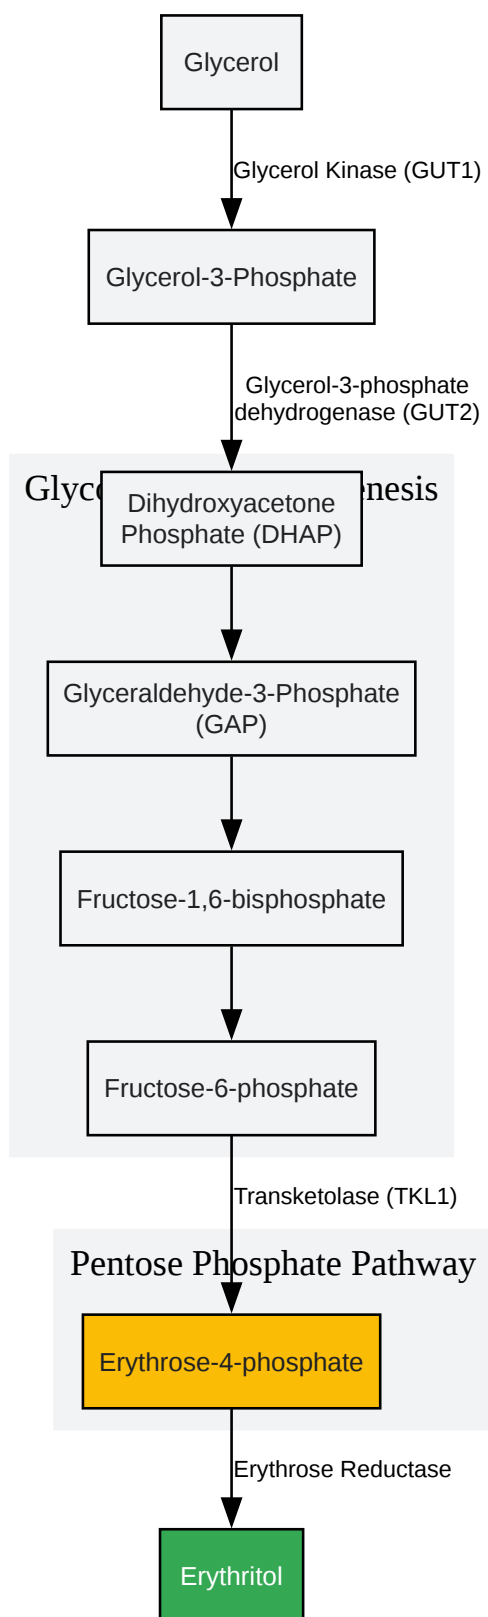 Glycerol
Glycerol Kinase (GUT1)
Glycerol-3-Phosphate
Glycerol-3-phosphate
dehydrogenase (GUT2)
Dihydroxyacetone
Phosphate (DHAP)
Glyceraldehyde-3-Phosphate
(GAP)
Fructose-1,6-bisphosphate
Fructose-6-phosphate
Transketolase (TKL1)
Pentose Phosphate Pathway
Erythrose-4-phosphate
Erythrose Reductase
Erythritol